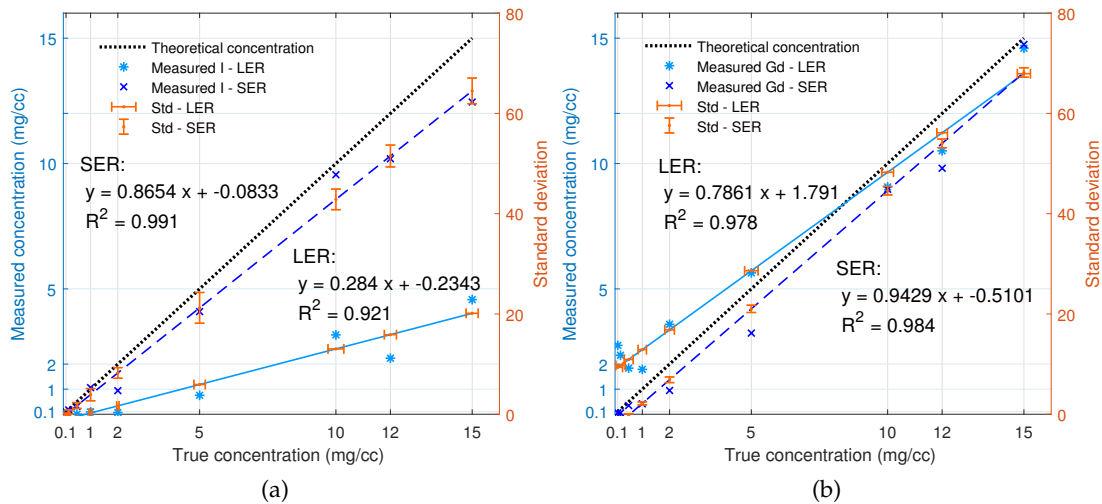 Theoretical concentration
Measured I - LER
Measured I - SER
Std - LER
Std - SER
SER:
y = 0.8654 x + -0.0833
R² = 0.991
LER:
y = 0.284 x + -0.2343
R² = 0.921
15
10
5
2
1
0.1
Measured concentration (mg/cc)
80
60
40
20
0
Standard deviation
0.1 1 2 5 10 12 15
True concentration (mg/cc)
(a)
Theoretical concentration
Measured Gd - LER
Measured Gd - SER
Std - LER
Std - SER
LER:
y = 0.7861 x + 1.791
R² = 0.978
SER:
y = 0.9429 x + -0.5101
R² = 0.984
15
10
5
2
1
0.1
Measured concentration (mg/cc)
80
60
40
20
0
Standard deviation
0.1 1 2 5 10 12 15
True concentration (mg/cc)
(b)